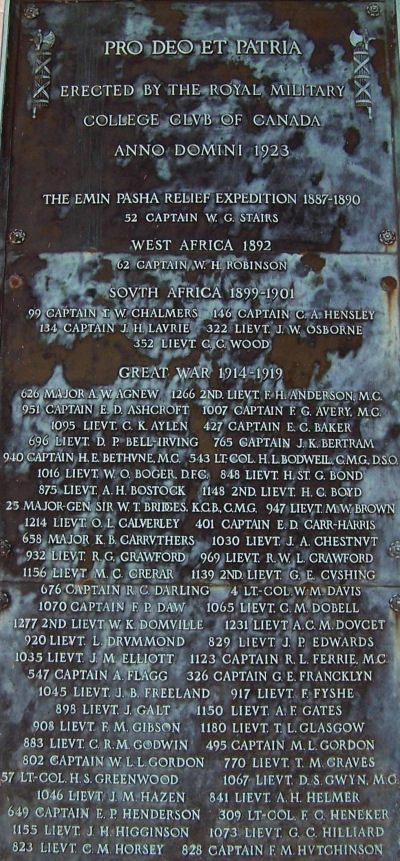 PRO DEO ET PATRIA
ERECTED BY THE ROYAL MILITARY
COLLEGE CLVB OF CANADA
ANNO DOMINI 1923
THE EMIN PASHA RELIEF EXPEDITION 1887-1890
52 CAPTAIN W. G. STAIRS
WEST AFRICA 1892
62 CAPTAIN W. H. ROBINSON
SOVTH AFRICA 1899-1901
99 CAPTAIN T. W. CHALMERS 146 CAPTAIN C. A. HENSLEY
134 CAPTAIN J. H. LAVRIE 322 LIEVT. J. W. OSBORNE
352 LIEVT. C. C. WOOD
GREAT WAR 1914-1919
626 MAJOR A. W. AGNEW 1266 2ND. LIEVT. F. H. ANDERSON, M.C.
951 CAPTAIN E. D. ASHCROFT 1007 CAPTAIN F. G. AVERY, M.C.
1095 LIEVT. C. K. AYLEN 427 CAPTAIN E. C. BAKER
696 LIEVT. D. P. BELL-IRVING 765 CAPTAIN J. K. BERTRAM
940 CAPTAIN H. E. BETHVNE, M.C. 543 LT-COL. H. L. BODWELL, C.M.G., D.S.O.
1016 LIEVT. W. O. BOGER, D.F.C. 848 LIEVT. H. ST. G. BOND
875 LIEVT. A. H. BOSTOCK 1148 2ND. LIEVT. H. C. BOYD
25 MAJOR-GEN. SIR W. T. BRIDGES, K.C.B., C.M.G. 947 LIEVT. M. W. BROWN
1214 LIEVT. O. L. CALVERLEY 401 CAPTAIN E. D. CARR-HARRIS
658 MAJOR K. B. CARRVTHERS 1030 LIEVT. J. A. CHESTNVT
932 LIEVT. R. G. CRAWFORD 969 LIEVT. R. W. L. CRAWFORD
1156 LIEVT. M. C. CRERAR 1139 2ND. LIEVT. G. E. CVSHING
676 CAPTAIN R. C. DARLING 4 LT-COL. W. M. DAVIS
1070 CAPTAIN F. P. DAW 1065 LIEVT. C. M. DOBELL
1277 2ND. LIEVT. W. K. DOMVILLE 1231 LIEVT. A. C. M. DOVCET
920 LIEVT. L. DRVMMOND 829 LIEVT. J. P. EDWARDS
1035 LIEVT. J. M. ELLIOTT 1123 CAPTAIN R. L. FERRIE, M.C.
547 CAPTAIN A. FLAGG 326 CAPTAIN G. E. FRANCKLYN
1045 LIEVT. J. B. FREELAND 917 LIEVT. F. FYSHE
898 LIEVT. J. GALT 1150 LIEVT. A. F. GATES
908 LIEVT. F. M. GIBSON 1180 LIEVT. T. L. GLASGOW
883 LIEVT. C. R. M. GODWIN 495 CAPTAIN M. L. GORDON
802 CAPTAIN W. L. L. GORDON 770 LIEVT. T. M. GRAVES
57 LT-COL. H. S. GREENWOOD 1067 LIEVT. D. S. GWYN, M.C.
1046 LIEVT. J. M. HAZEN 841 LIEVT. A. H. HELMER
649 CAPTAIN E. P. HENDERSON 309 LT-COL. F. C. HENEKER
1155 LIEVT. J. H. HIGGINSON 1073 LIEVT. G. C. HILLIARD
823 LIEVT. C. M. HORSEY 828 CAPTAIN F. M. HVTCHINSON